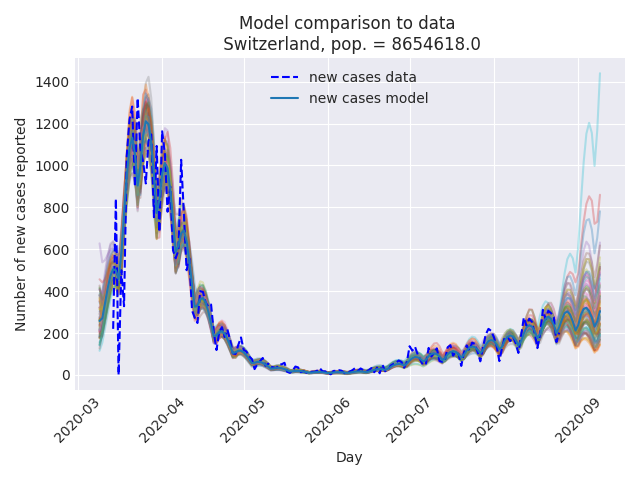 Model comparison to data
Switzerland, pop. = 8654618.0
new cases data
new cases model
Number of new cases reported
1400
1200
1000
800
600
400
200
0
2020-03
2020-04
2020-05
2020-06
2020-07
2020-08
2020-09
Day